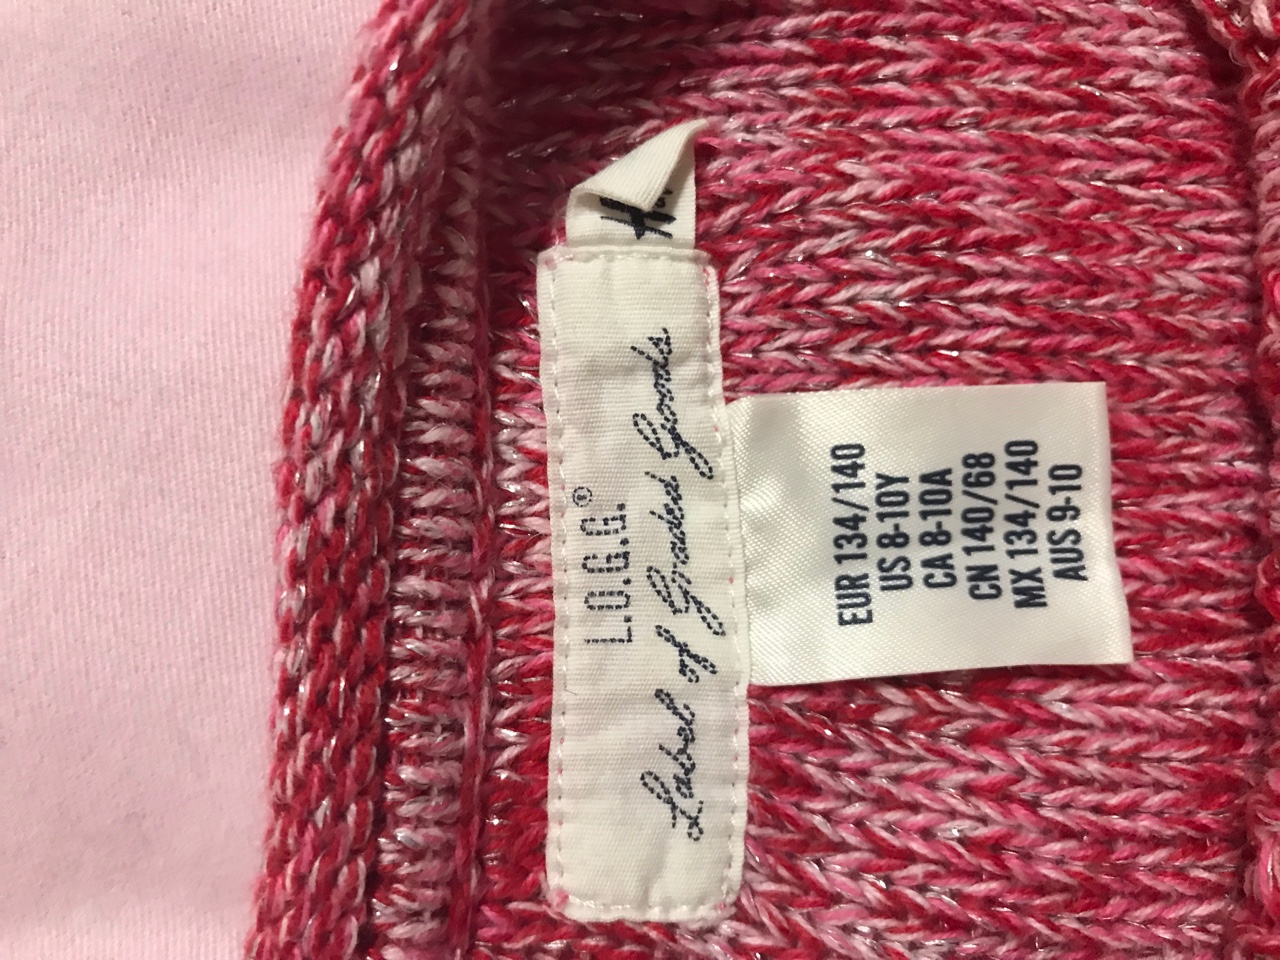 L.O.G.G.®
Label of Graded Goods
EUR 134/140
US 8-10Y
CA 8-10A
CN 140/68
MX 134/140
AUS 9-10